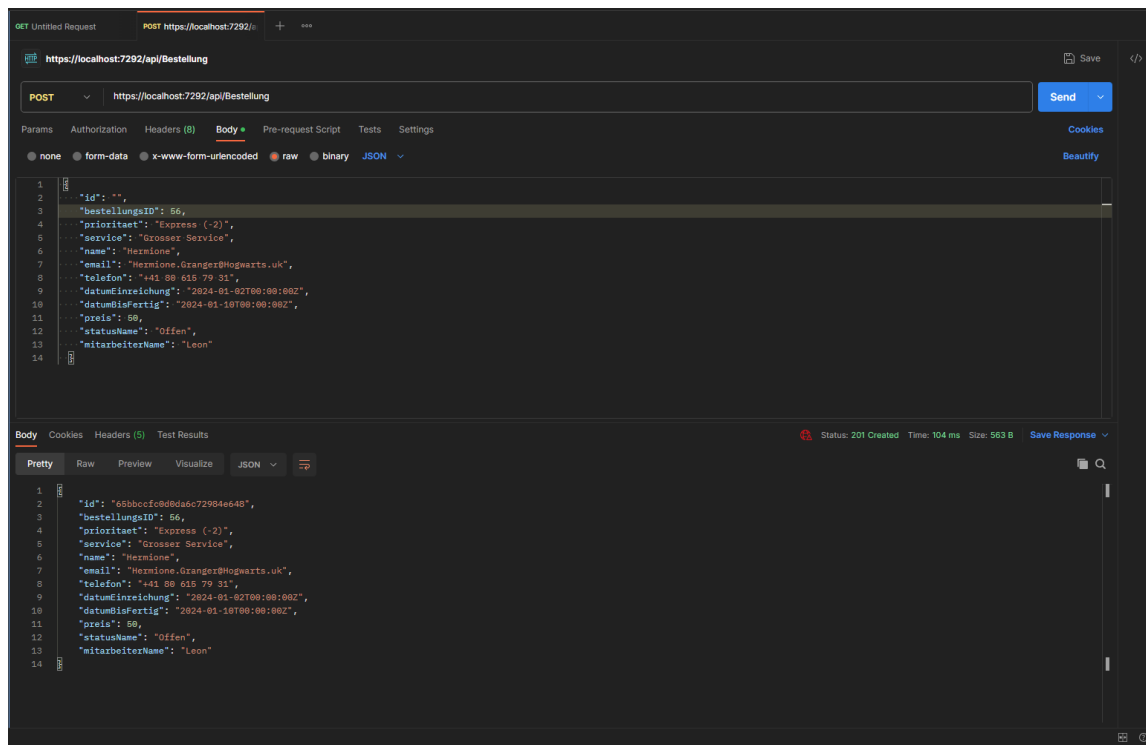 GET Untitled Request POST https://localhost:7292/a
HTTP https://localhost:7292/api/Bestellung Save
POST https://localhost:7292/api/Bestellung Send
Params Authorization Headers (8) Body Pre-request Script Tests Settings Cookies
none form-data x-www-form-urlencoded raw binary JSON Beautify
1 {
2 "id": "",
3 "bestellungsID": 56,
4 "prioritaet": "Express (-2)",
5 "service": "Grosser Service",
6 "name": "Hermione",
7 "email": "Hermione.Granger@Hogwarts.uk",
8 "telefon": "+41 80 615 79 31",
9 "datumEinreichung": "2024-01-02T00:00:00Z",
10 "datumBisFertig": "2024-01-10T00:00:00Z",
11 "preis": 50,
12 "statusName": "Offen",
13 "mitarbeiterName": "Leon"
14 }
Body Cookies Headers (5) Test Results Status: 201 Created Time: 104 ms Size: 563 B Save Response
Pretty Raw Preview Visualize JSON
1 {
2 "id": "65bbccfc0d0da6c72984e648",
3 "bestellungsID": 56,
4 "prioritaet": "Express (-2)",
5 "service": "Grosser Service",
6 "name": "Hermione",
7 "email": "Hermione.Granger@Hogwarts.uk",
8 "telefon": "+41 80 615 79 31",
9 "datumEinreichung": "2024-01-02T00:00:00Z",
10 "datumBisFertig": "2024-01-10T00:00:00Z",
11 "preis": 50,
12 "statusName": "Offen",
13 "mitarbeiterName": "Leon"
14 }